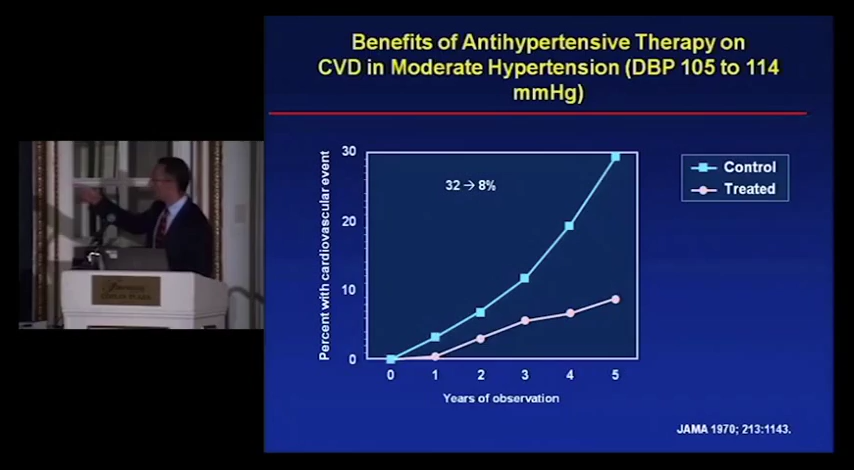 Benefits of Antihypertensive Therapy on
CVD in Moderate Hypertension (DBP 105 to 114
mmHg)
Percent with cardiovascular event
30
20
10
0
32 → 8%
Control
Treated
0 1 2 3 4 5
Years of observation
JAMA 1970; 213:1143.
COPLEY PLAZA